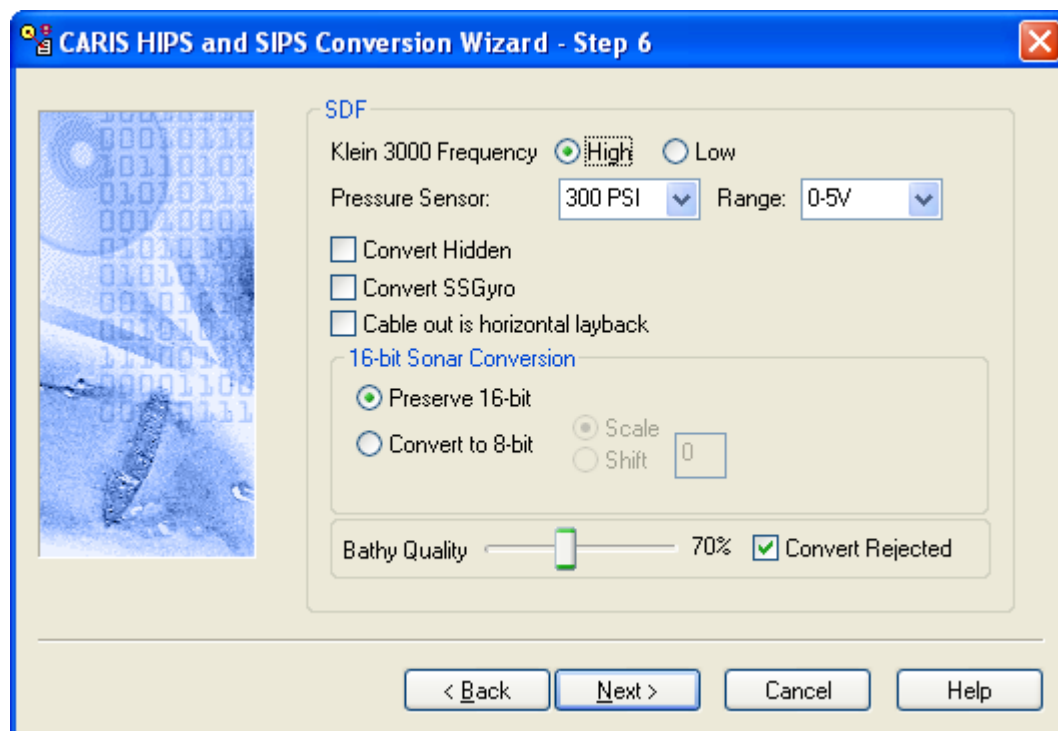 CARIS HIPS and SIPS Conversion Wizard - Step 6
SDF
Klein 3000 Frequency High Low
Pressure Sensor: 300 PSI Range: 0-5V
Convert Hidden
Convert SSGyro
Cable out is horizontal layback
16-bit Sonar Conversion
Preserve 16-bit
Convert to 8-bit Scale
Shift 0
Bathy Quality 70% Convert Rejected
< Back Next > Cancel Help